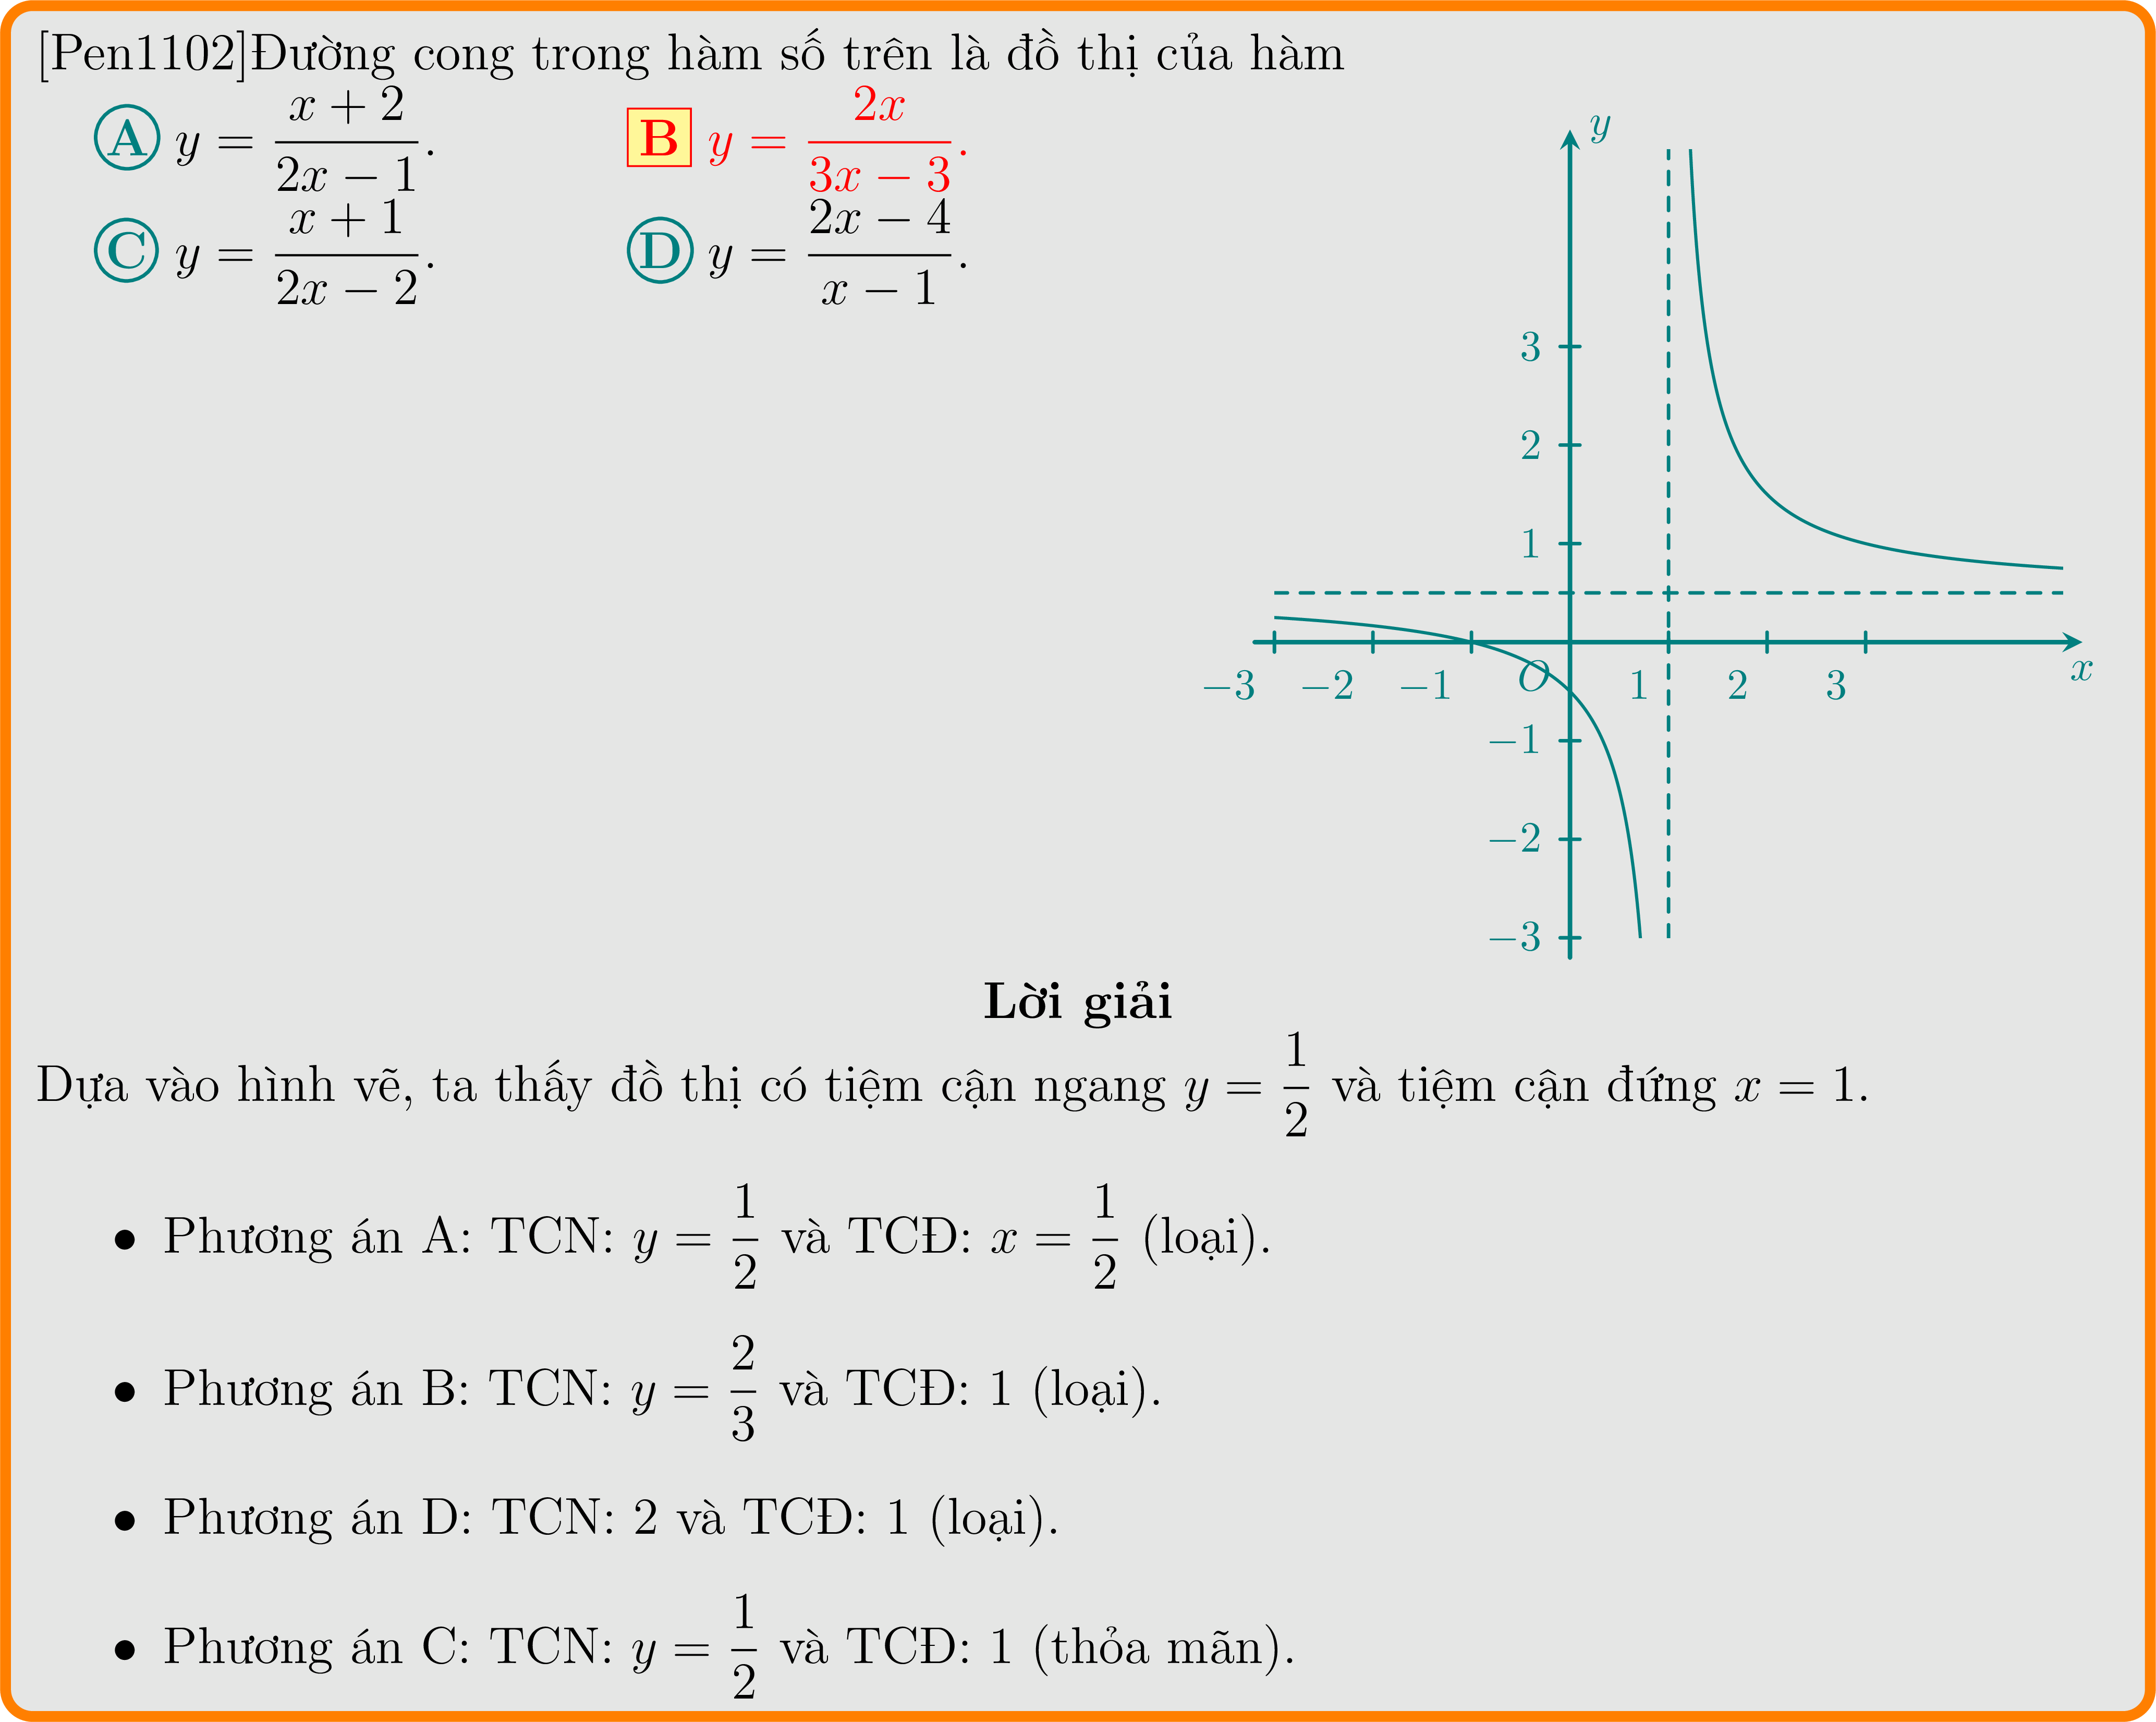 [Pen1102]Đường cong trong hàm số trên là đồ thị của hàm
A y = \frac{x + 2}{2x − 1}. B y = \frac{2x}{3x − 3}.
C y = \frac{x + 1}{2x − 2}. D y = \frac{2x − 4}{x − 1}.
y
3
2
1
−3 −2 −1 O 1 2 3 x
−1
−2
−3
Lời giải
Dựa vào hình vẽ, ta thấy đồ thị có tiệm cận ngang y = \frac{1}{2} và tiệm cận đứng x = 1.
• Phương án A: TCN: y = \frac{1}{2} và TCĐ: x = \frac{1}{2} (loại).
• Phương án B: TCN: y = \frac{2}{3} và TCĐ: 1 (loại).
• Phương án D: TCN: 2 và TCĐ: 1 (loại).
• Phương án C: TCN: y = \frac{1}{2} và TCĐ: 1 (thỏa mãn).